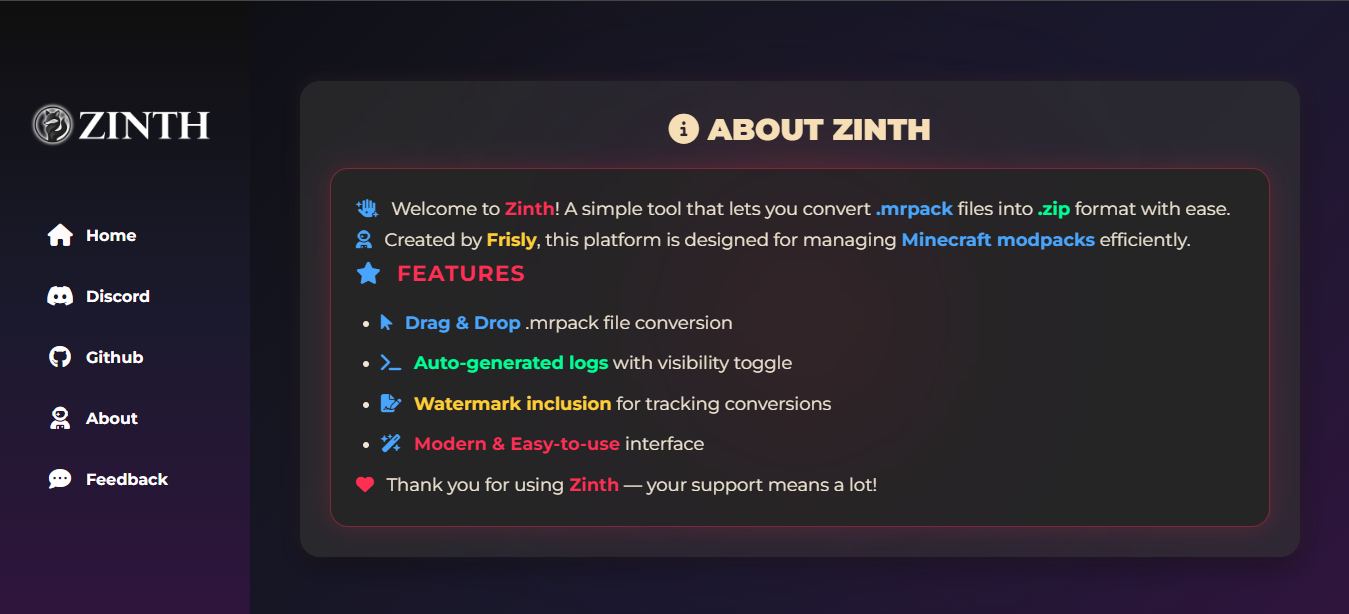 ZINTH
Home
Discord
Github
About
Feedback
ABOUT ZINTH
Welcome to Zinth! A simple tool that lets you convert .mrpack files into .zip format with ease.
Created by Frisly, this platform is designed for managing Minecraft modpacks efficiently.
FEATURES
Drag & Drop .mrpack file conversion
Auto-generated logs with visibility toggle
Watermark inclusion for tracking conversions
Modern & Easy-to-use interface
Thank you for using Zinth — your support means a lot!